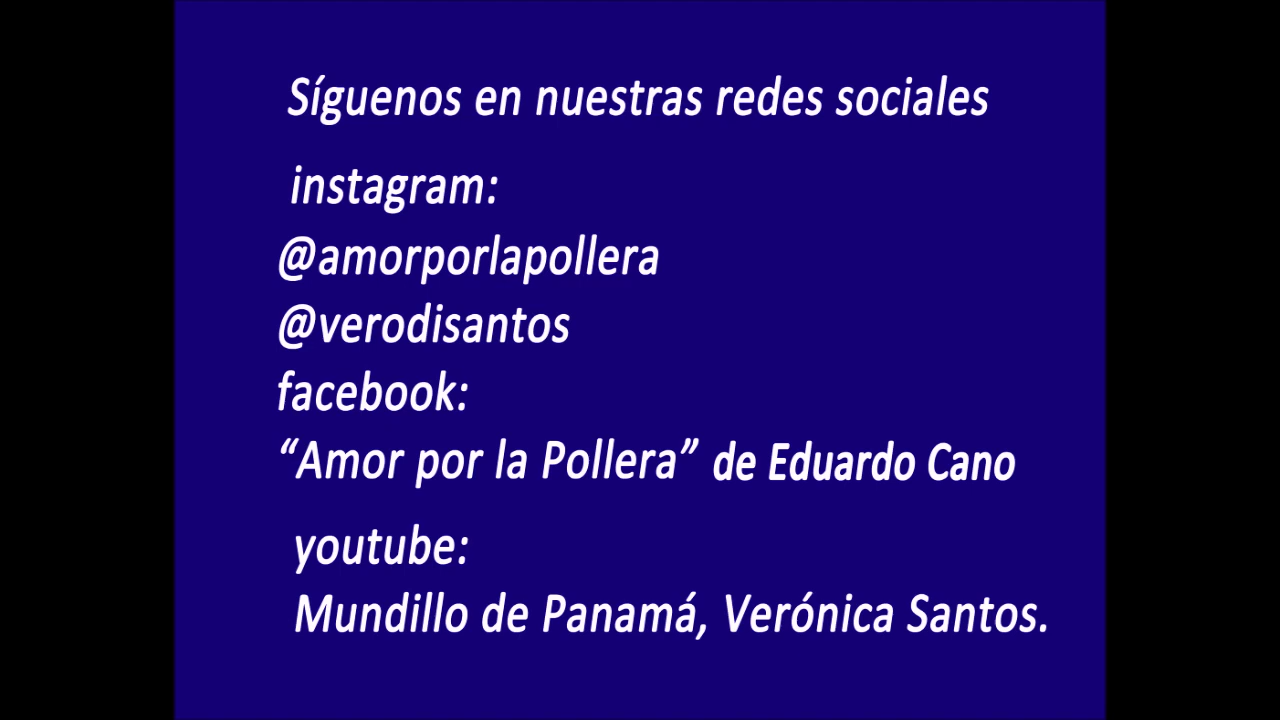 Síguenos en nuestras redes sociales
instagram:
@amorporlapollera
@verodisantos
facebook:
“Amor por la Pollera” de Eduardo Cano
youtube:
Mundillo de Panamá, Verónica Santos.